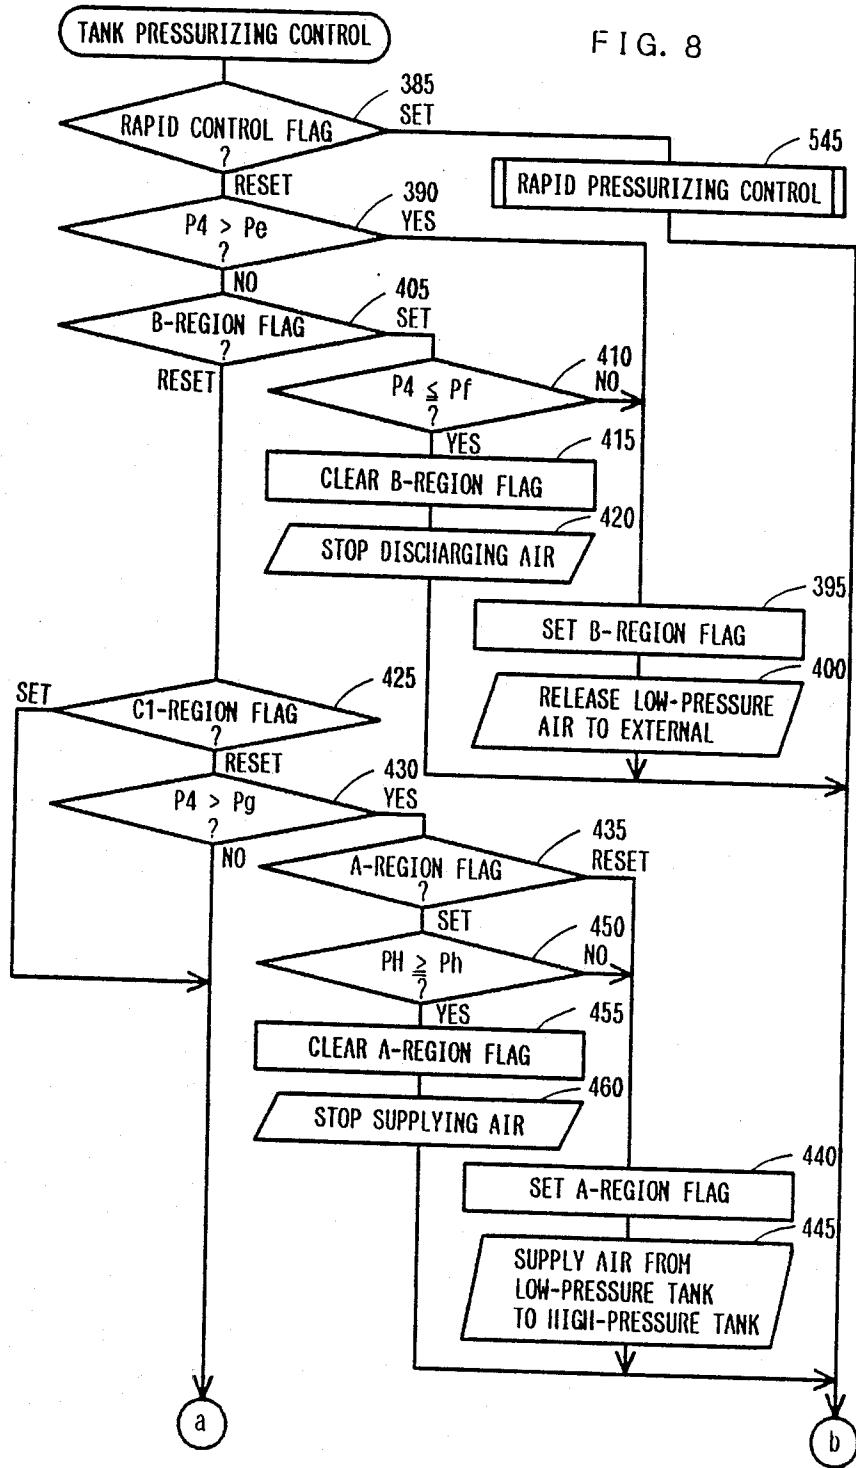 FIG. 8
TANK PRESSURIZING CONTROL
385
RAPID CONTROL FLAG
?
SET
RESET
545
RAPID PRESSURIZING CONTROL
390
P4 > Pe
?
YES
NO
405
B-REGION FLAG
?
SET
RESET
410
P4 ≦ Pf
?
NO
YES
415
CLEAR B-REGION FLAG
420
STOP DISCHARGING AIR
395
SET B-REGION FLAG
400
RELEASE LOW-PRESSURE
AIR TO EXTERNAL
425
SET
C1-REGION FLAG
?
RESET
430
P4 > Pg
?
YES
NO
435
A-REGION FLAG
?
RESET
SET
450
PH ≧ Ph
?
NO
YES
455
CLEAR A-REGION FLAG
460
STOP SUPPLYING AIR
440
SET A-REGION FLAG
445
SUPPLY AIR FROM
LOW-PRESSURE TANK
TO HIGH-PRESSURE TANK
a
b